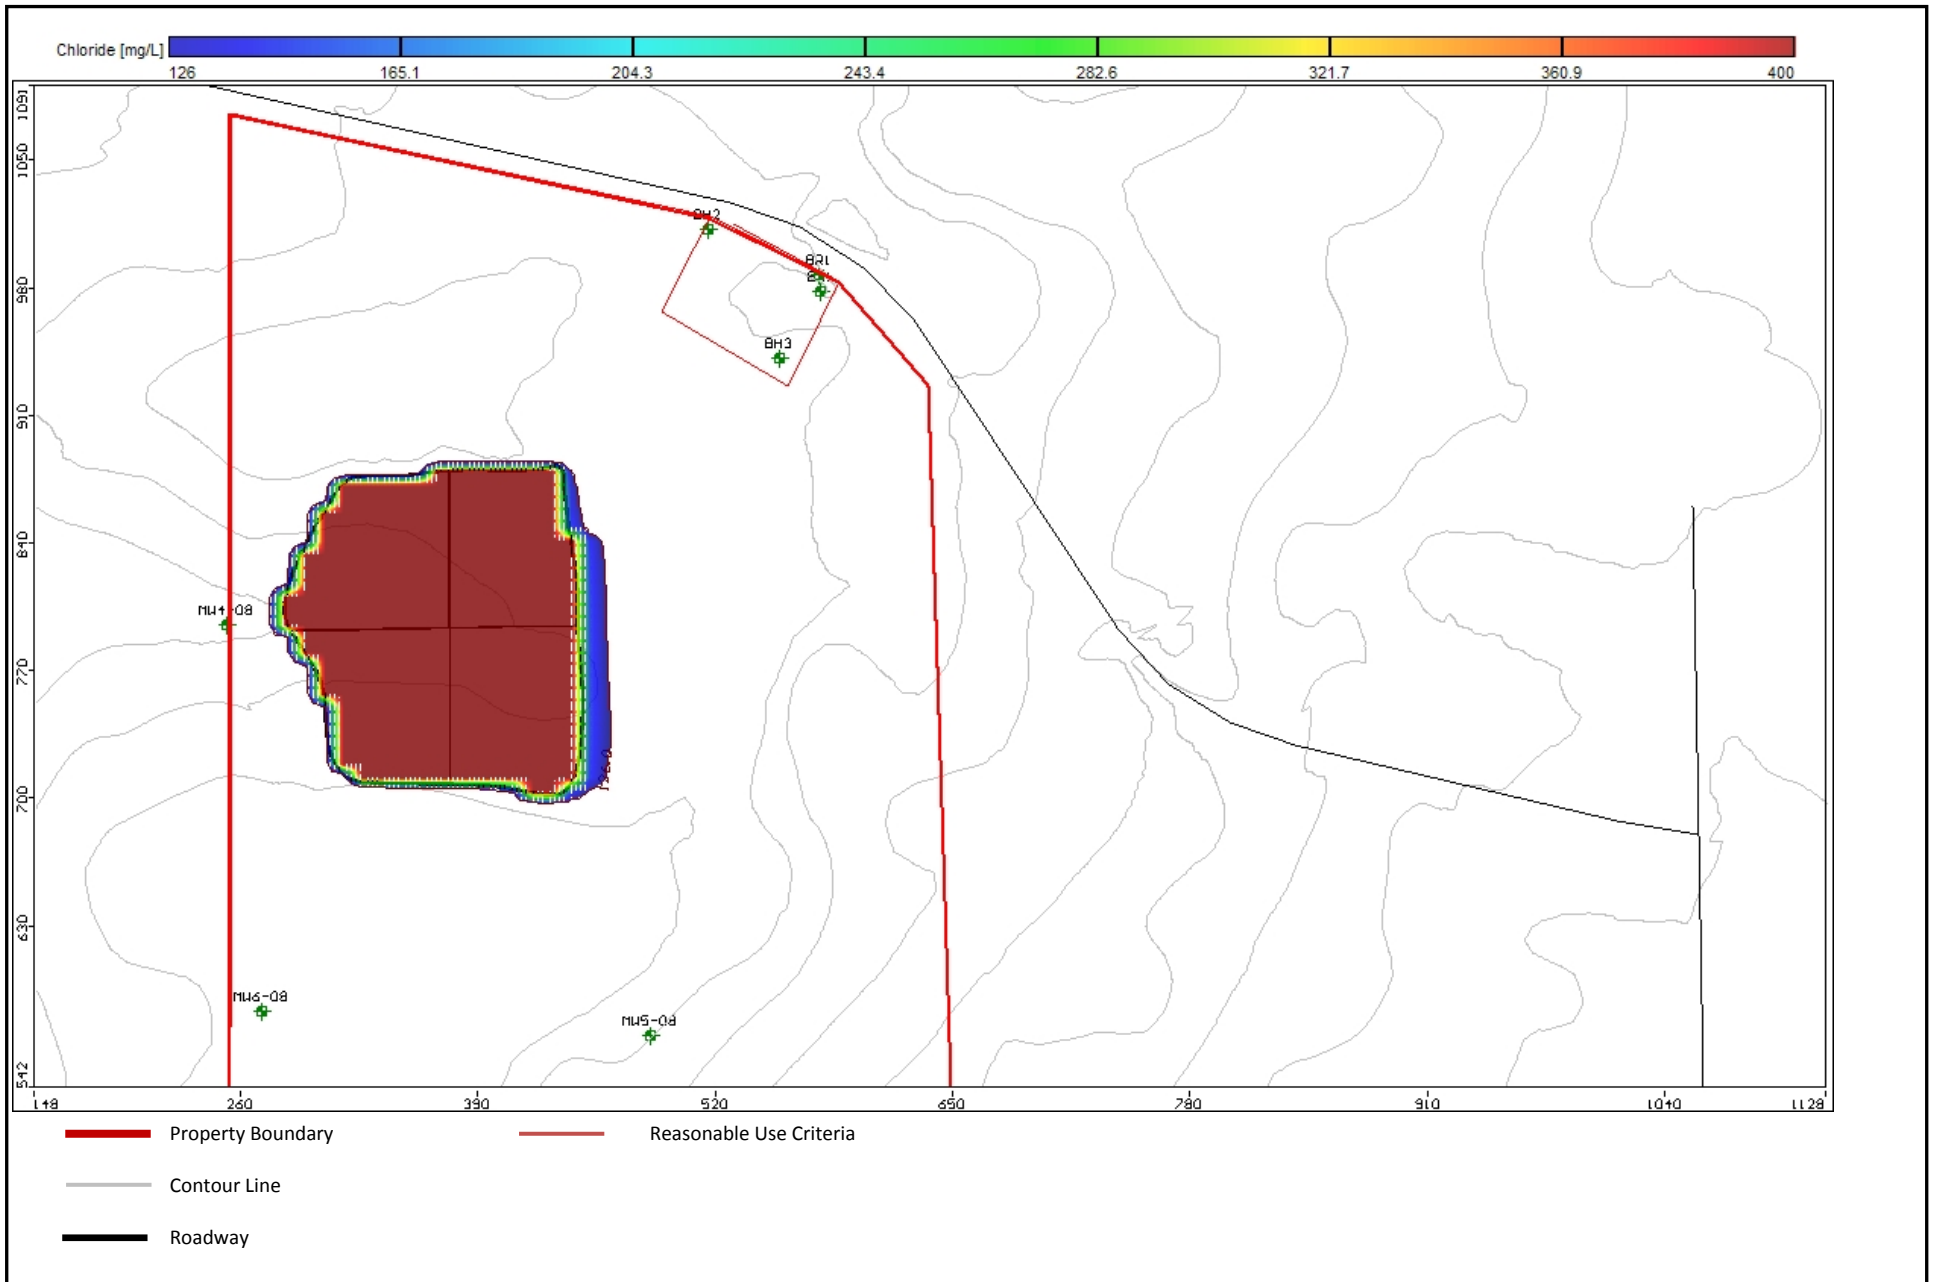 Chloride [mg/L]
126 165.1 204.3 243.4 282.6 321.7 360.9 400
1091
1050
980
910
840
770
700
630
542
BH2
BR1
BH3
MW4-08
MW6-08
MW5-08
148 260 390 520 650 780 910 1040 1128
Property Boundary Reasonable Use Criteria
Contour Line
Roadway